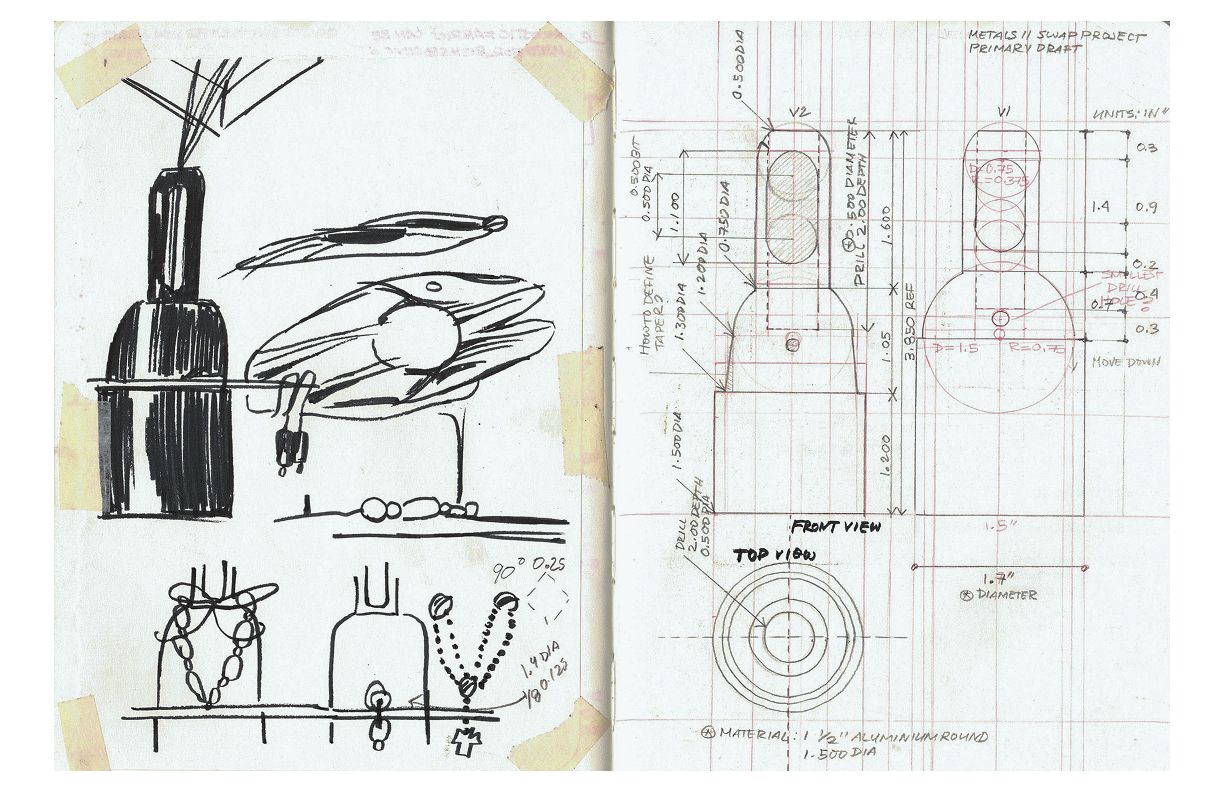 METALS II SWAP PROJECT
PRIMARY DRAFT
UNITS: IN"
V2
V1
0.500 DIA
0.500 BIT
0.500 DIA
1.100
0.750 DIA
1.200 DIA
1.300 DIA
HOW TO DEFINE
TAPER?
0.500 DIAMETER
DRILL 2.00 DEPTH
1.600
1.05
3.850 REF
1.200
1.500 DIA
DRILL
2.00 DEPTH
0.500 DIA
D=0.75
R=0.375
1.4
0.3
0.9
0.2
0.4
0.7
0.3
SMALLEST
DRILL
HOLE?
D=1.5
R=0.75
MOVE DOWN
FRONT VIEW
TOP VIEW
1.5"
1.7"
DIAMETER
90° 0.25
1.4 DIA
MATERIAL: 1 1/2" ALUMINIUM ROUND
1.500 DIA